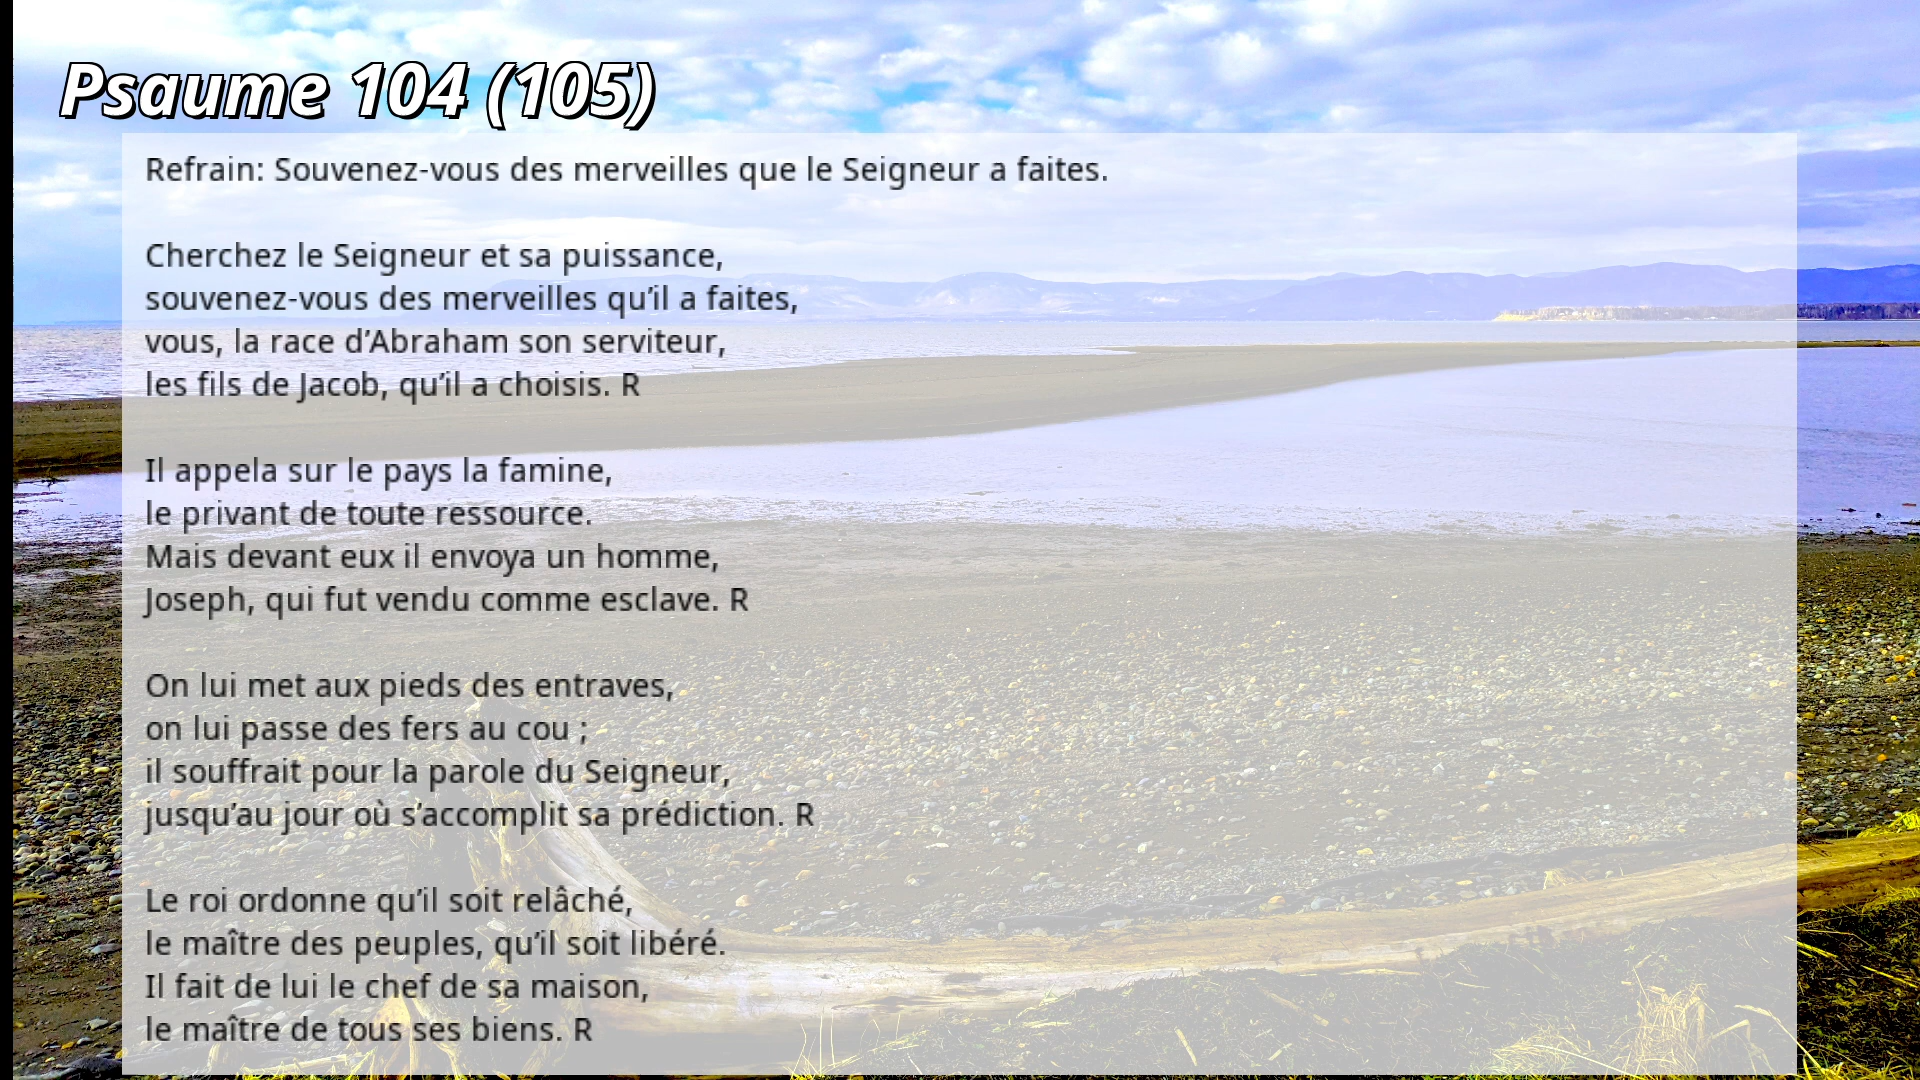 Psaume 104 (105)
Refrain: Souvenez-vous des merveilles que le Seigneur a faites.
Cherchez le Seigneur et sa puissance,
souvenez-vous des merveilles qu’il a faites,
vous, la race d’Abraham son serviteur,
les fils de Jacob, qu’il a choisis. R
Il appela sur le pays la famine,
le privant de toute ressource.
Mais devant eux il envoya un homme,
Joseph, qui fut vendu comme esclave. R
On lui met aux pieds des entraves,
on lui passe des fers au cou ;
il souffrait pour la parole du Seigneur,
jusqu’au jour où s’accomplit sa prédiction. R
Le roi ordonne qu’il soit relâché,
le maître des peuples, qu’il soit libéré.
Il fait de lui le chef de sa maison,
le maître de tous ses biens. R